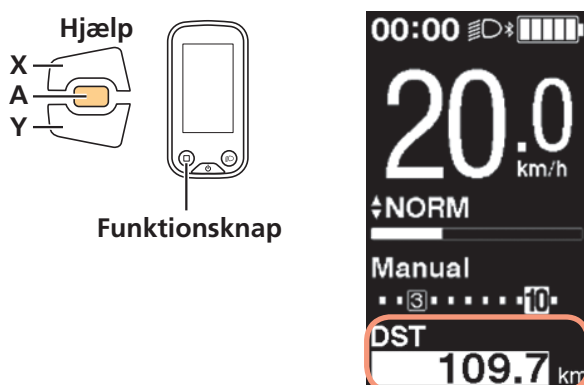 Hjælp
X
A
Y
Funktionsknap
00:00
20.0
km/h
NORM
Manual
3 10
DST
109.7 km